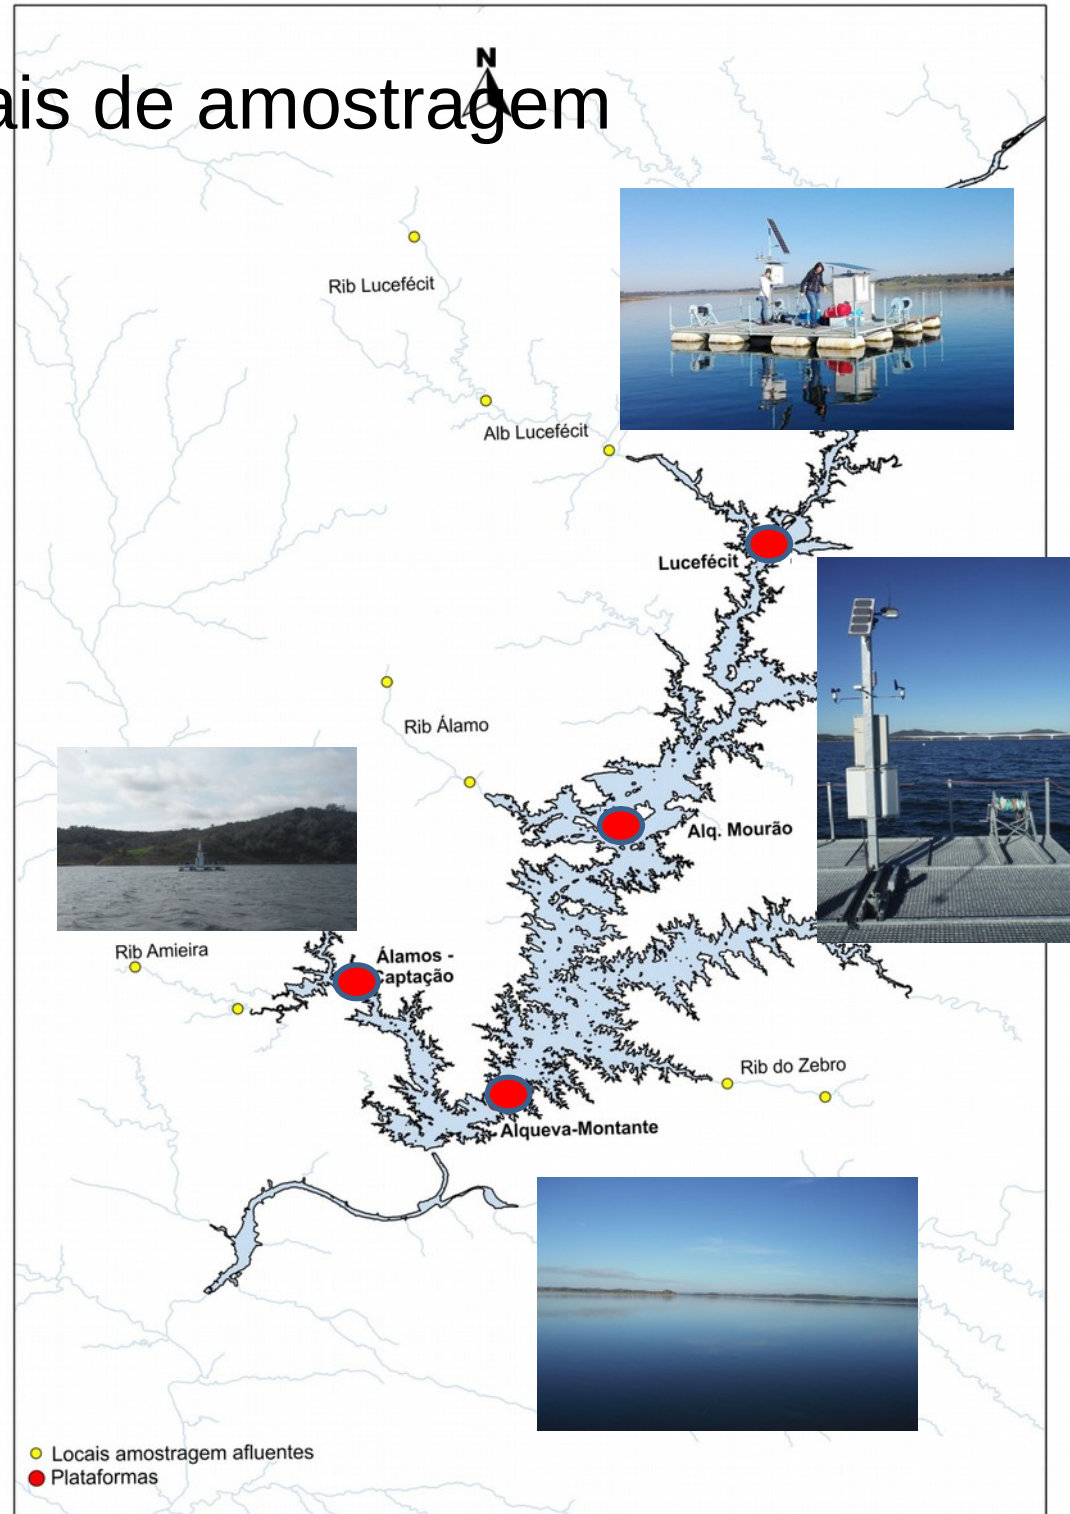 N
ais de amostragem
Rib Lucefécit
Alb Lucefécit
Lucefécit
Rib Álamo
Alq. Mourão
Rib Amieira
Álamos -
aptação
Rib do Zebro
Alqueva-Montante
Locais amostragem afluentes
Plataformas